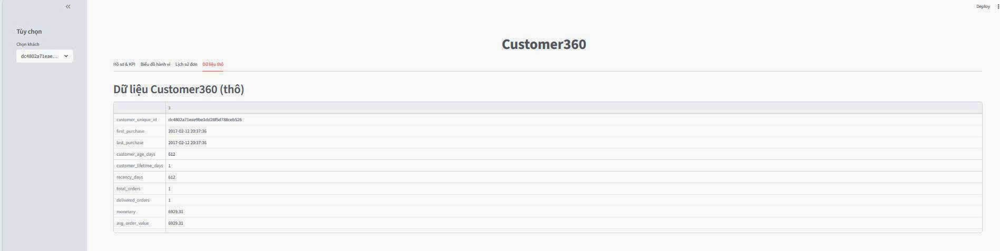 Deploy
Tùy chọn
Chọn khách
dc4802a71eae...
Customer360
Hồ sơ & KPI Biểu đồ hành vi Lịch sử đơn Dữ liệu thô
Dữ liệu Customer360 (thô)
3
customer_unique_id dc4802a71eae9be1dd28f5d788ceb526
first_purchase 2017-02-12 20:37:36
last_purchase 2017-02-12 20:37:36
customer_age_days 612
customer_lifetime_days 1
recency_days 612
total_orders 1
delivered_orders 1
monetary 6929.31
avg_order_value 6929.31